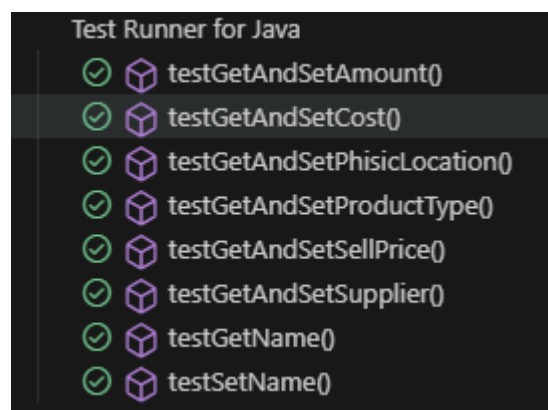 Test Runner for Java
testGetAndSetAmount()
testGetAndSetCost()
testGetAndSetPhisicLocation()
testGetAndSetProductType()
testGetAndSetSellPrice()
testGetAndSetSupplier()
testGetName()
testSetName()